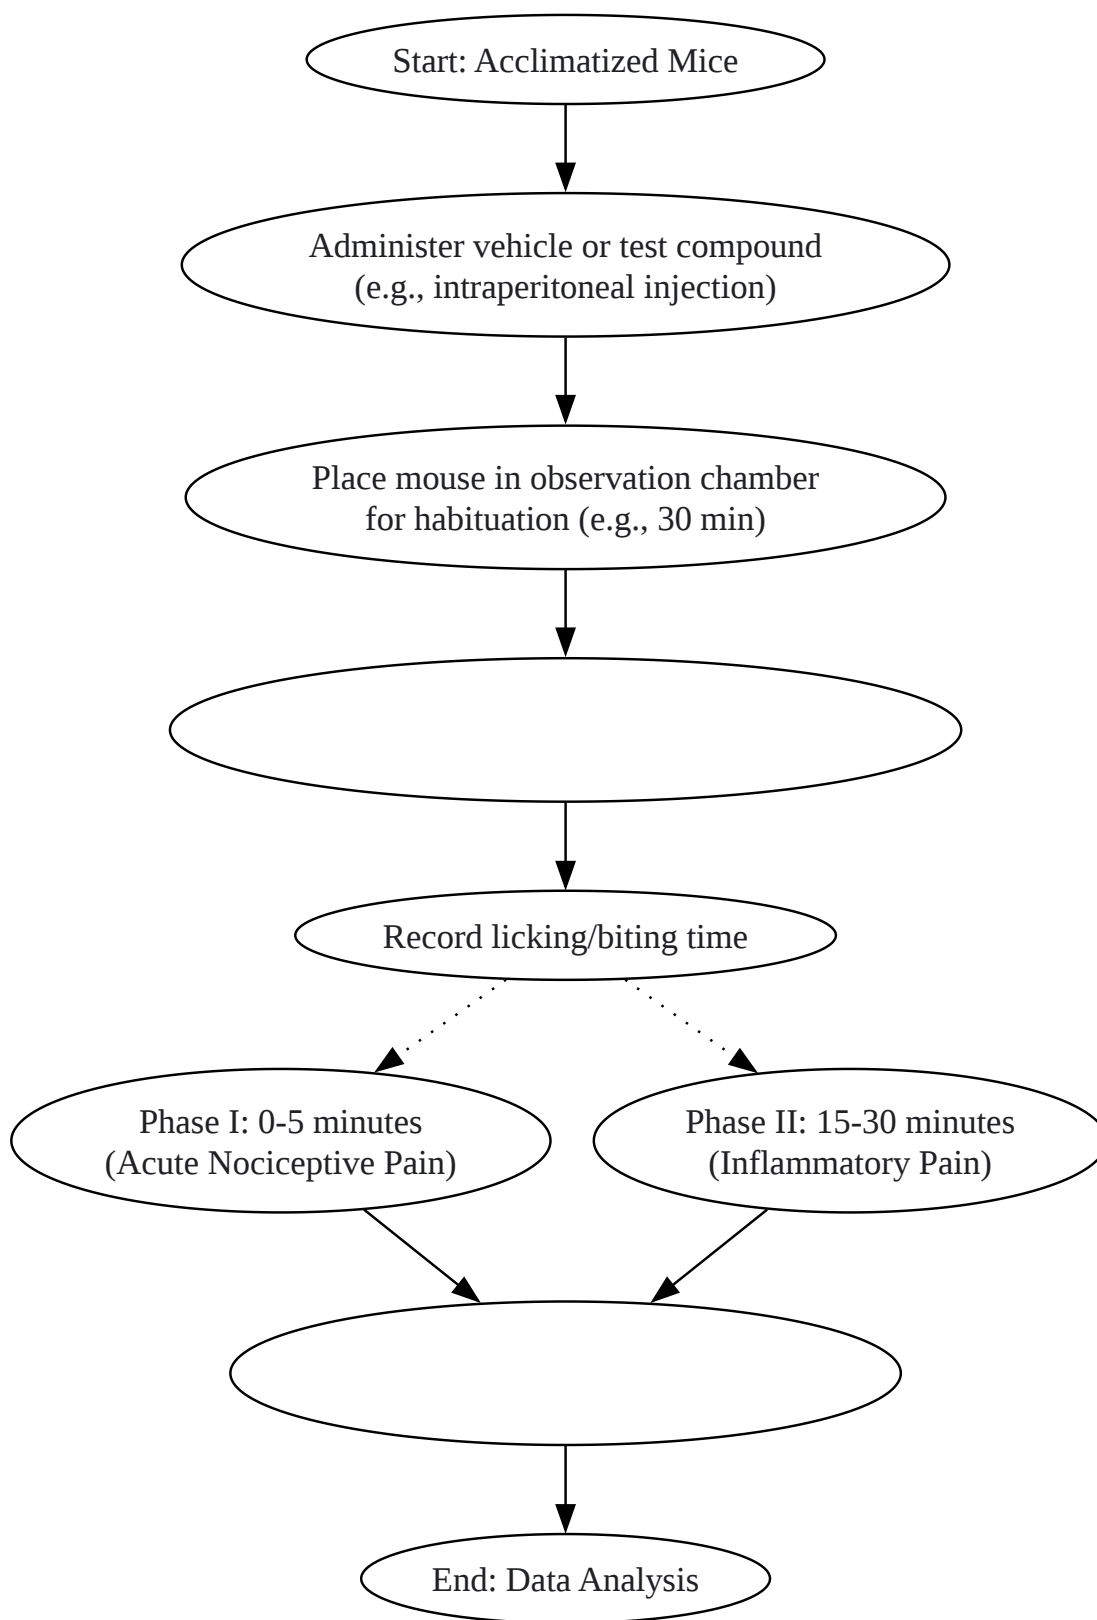 Start: Acclimatized Mice
Administer vehicle or test compound
(e.g., intraperitoneal injection)
Place mouse in observation chamber
for habituation (e.g., 30 min)
Record licking/biting time
Phase I: 0-5 minutes
(Acute Nociceptive Pain)
Phase II: 15-30 minutes
(Inflammatory Pain)
End: Data Analysis